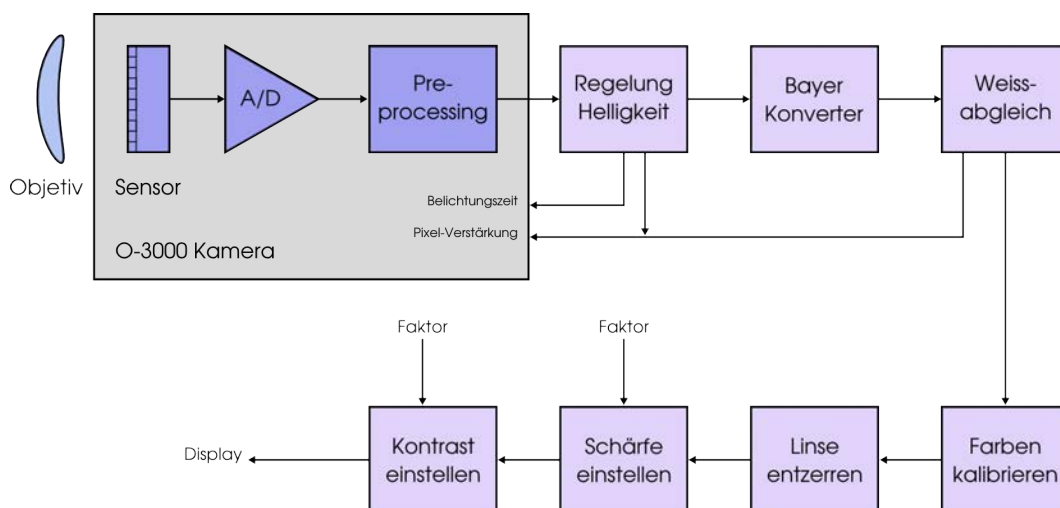 A/D
Pre-
processing
Regelung
Helligkeit
Bayer
Konverter
Weiss-
abgleich
Objetiv
Sensor
Belichtungszeit
Pixel-Verstärkung
O-3000 Kamera
Faktor
Faktor
Display
Kontrast
einstellen
Schärfe
einstellen
Linse
entzerren
Farben
kalibrieren